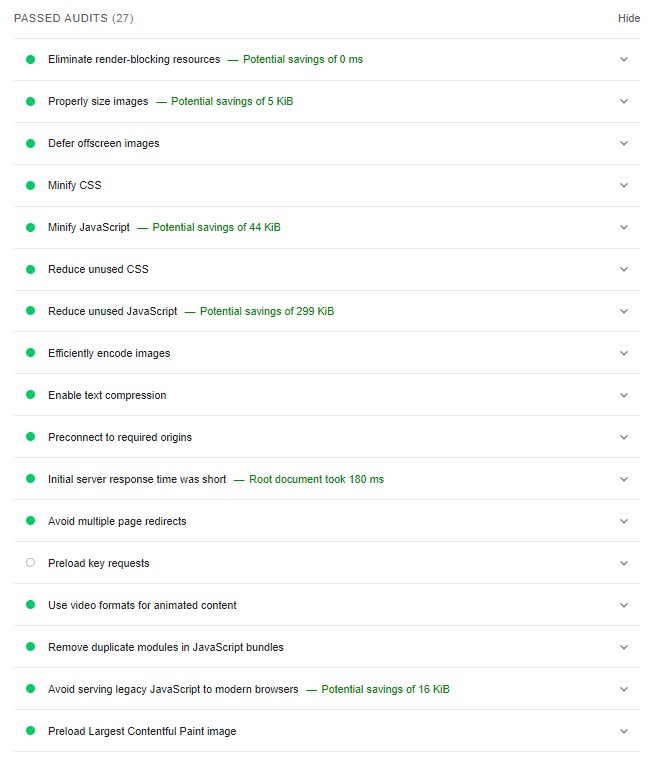 PASSED AUDITS (27) Hide
Eliminate render-blocking resources — Potential savings of 0 ms
Properly size images — Potential savings of 5 KiB
Defer offscreen images
Minify CSS
Minify JavaScript — Potential savings of 44 KiB
Reduce unused CSS
Reduce unused JavaScript — Potential savings of 299 KiB
Efficiently encode images
Enable text compression
Preconnect to required origins
Initial server response time was short — Root document took 180 ms
Avoid multiple page redirects
Preload key requests
Use video formats for animated content
Remove duplicate modules in JavaScript bundles
Avoid serving legacy JavaScript to modern browsers — Potential savings of 16 KiB
Preload Largest Contentful Paint image